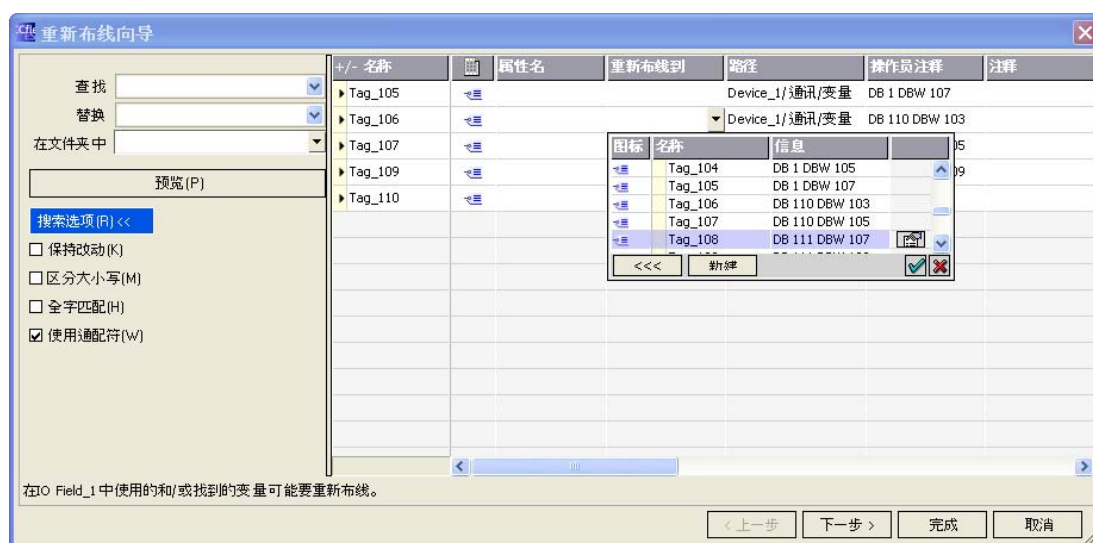 重新布线向导
查找
替换
在文件夹中
预览(P)
搜索选项(R) <<
保持改动(K)
区分大小写(M)
全字匹配(H)
使用通配符(W)
+/- 名称 属性名 重新布线到 路径 操作员注释 注释
Tag_105 Device_1/通讯/变量 DB 1 DBW 107
Tag_106 Device_1/通讯/变量 DB 110 DBW 103
Tag_107
Tag_109
Tag_110
图标 名称 信息
Tag_104 DB 1 DBW 105
Tag_105 DB 1 DBW 107
Tag_106 DB 110 DBW 103
Tag_107 DB 110 DBW 105
Tag_108 DB 111 DBW 107
<<< 新建
在IO Field_1中使用的和/或找到的变量可能要重新布线。
< 上一步 下一步 > 完成 取消